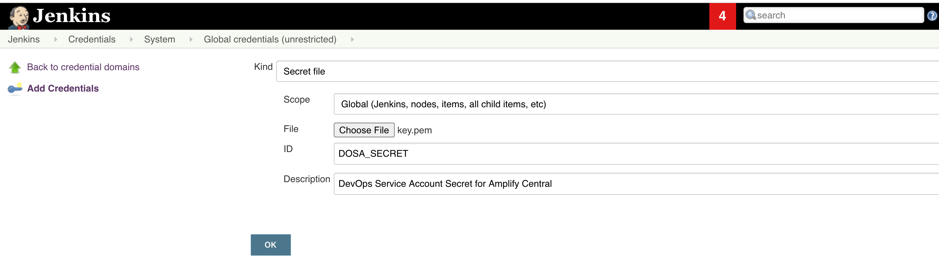 Jenkins
4
search
?
Jenkins Credentials System Global credentials (unrestricted)
Back to credential domains
Add Credentials
Kind Secret file
Scope Global (Jenkins, nodes, items, all child items, etc)
File Choose File key.pem
ID DOSA_SECRET
Description DevOps Service Account Secret for Amplify Central
OK